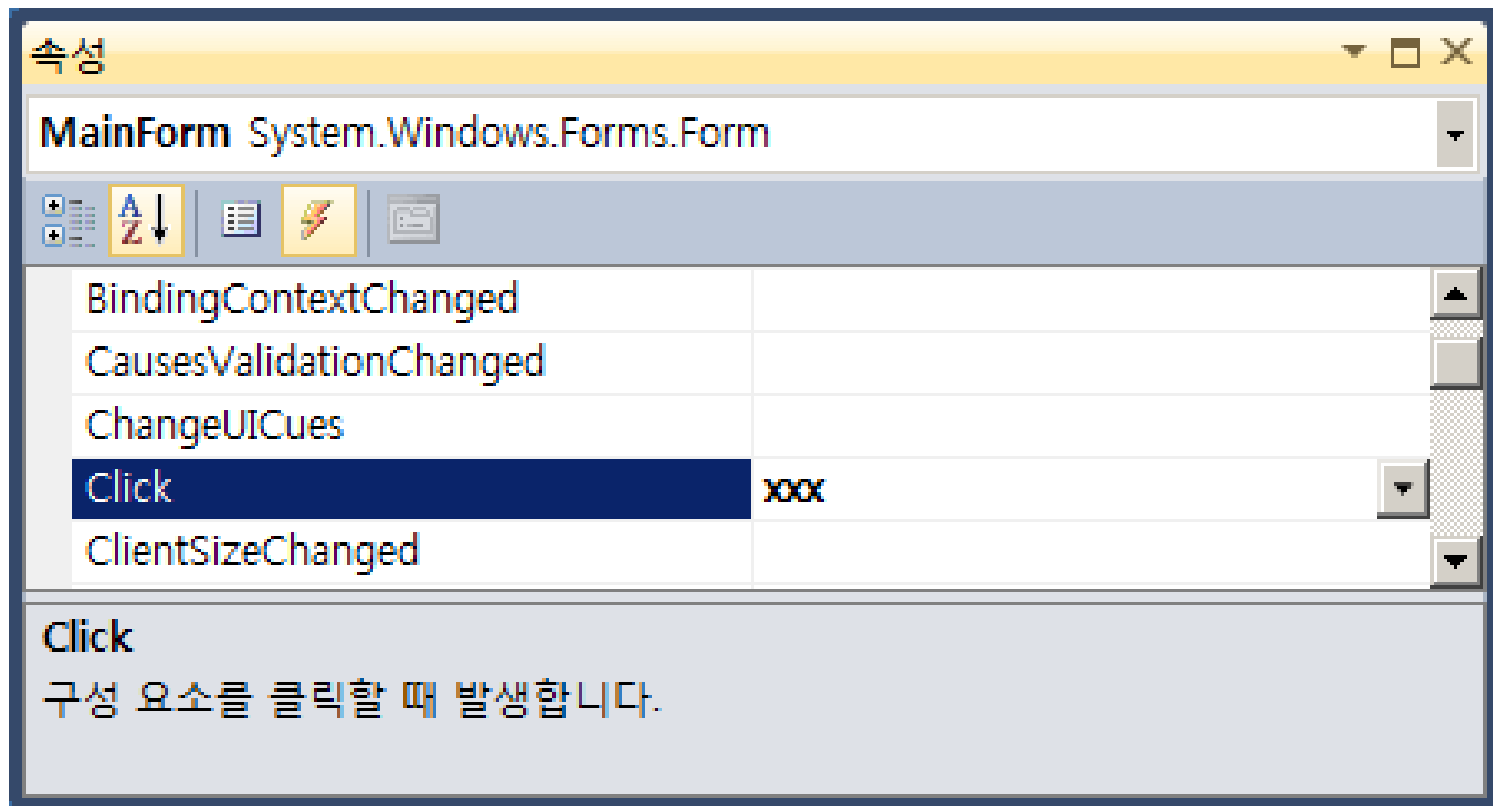 속성
MainForm System.Windows.Forms.Form
BindingContextChanged
CausesValidationChanged
ChangeUICues
Click xxx
ClientSizeChanged
Click
구성 요소를 클릭할 때 발생합니다.